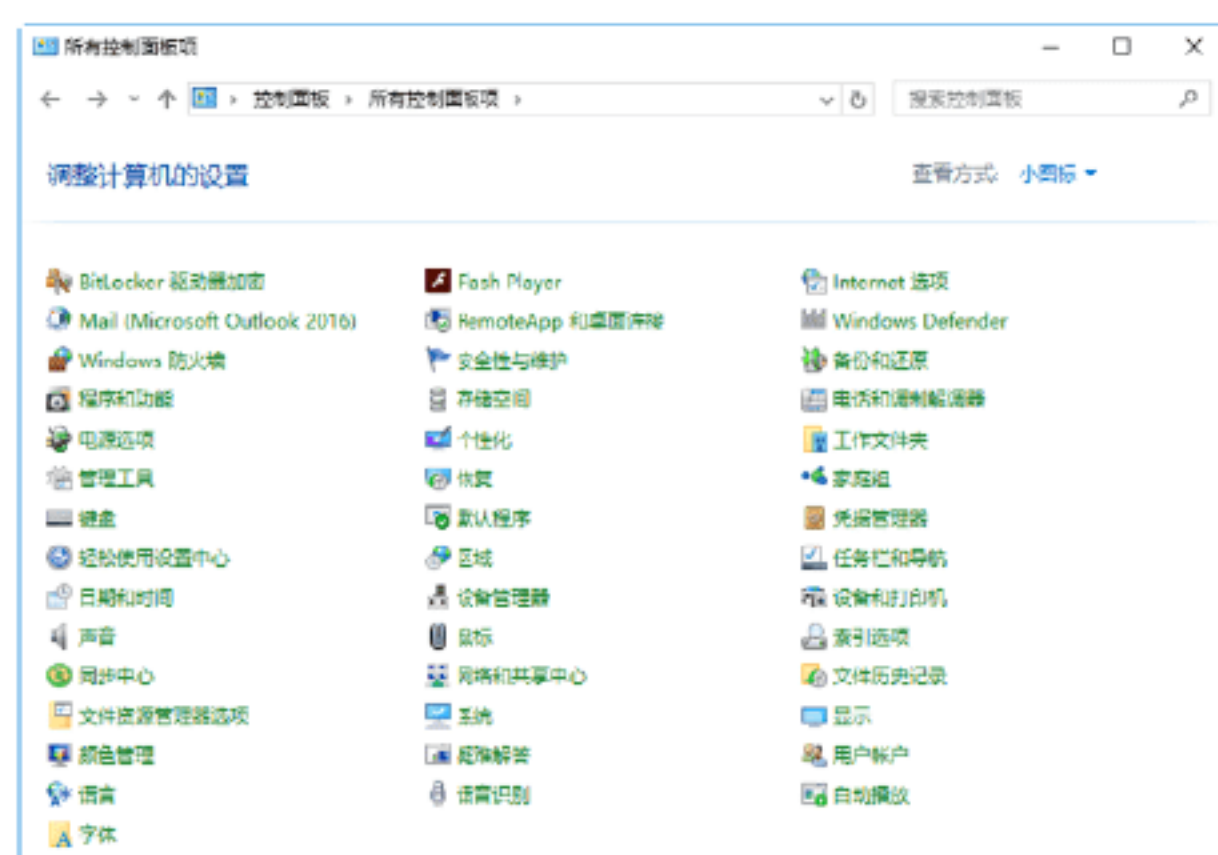 所有控制面板项
控制面板 › 所有控制面板项 ›
搜索控制面板
调整计算机的设置
查看方式: 小图标
BitLocker 驱动器加密
Flash Player
Internet 选项
Mail (Microsoft Outlook 2016)
RemoteApp 和桌面连接
Windows Defender
Windows 防火墙
安全性与维护
备份和还原
程序和功能
存储空间
电话和调制解调器
电源选项
个性化
工作文件夹
管理工具
恢复
家庭组
键盘
默认程序
凭据管理器
轻松使用设置中心
区域
任务栏和导航
日期和时间
设备管理器
设备和打印机
声音
鼠标
索引选项
同步中心
网络和共享中心
文件历史记录
文件资源管理器选项
系统
显示
颜色管理
疑难解答
用户帐户
语言
语音识别
自动播放
字体